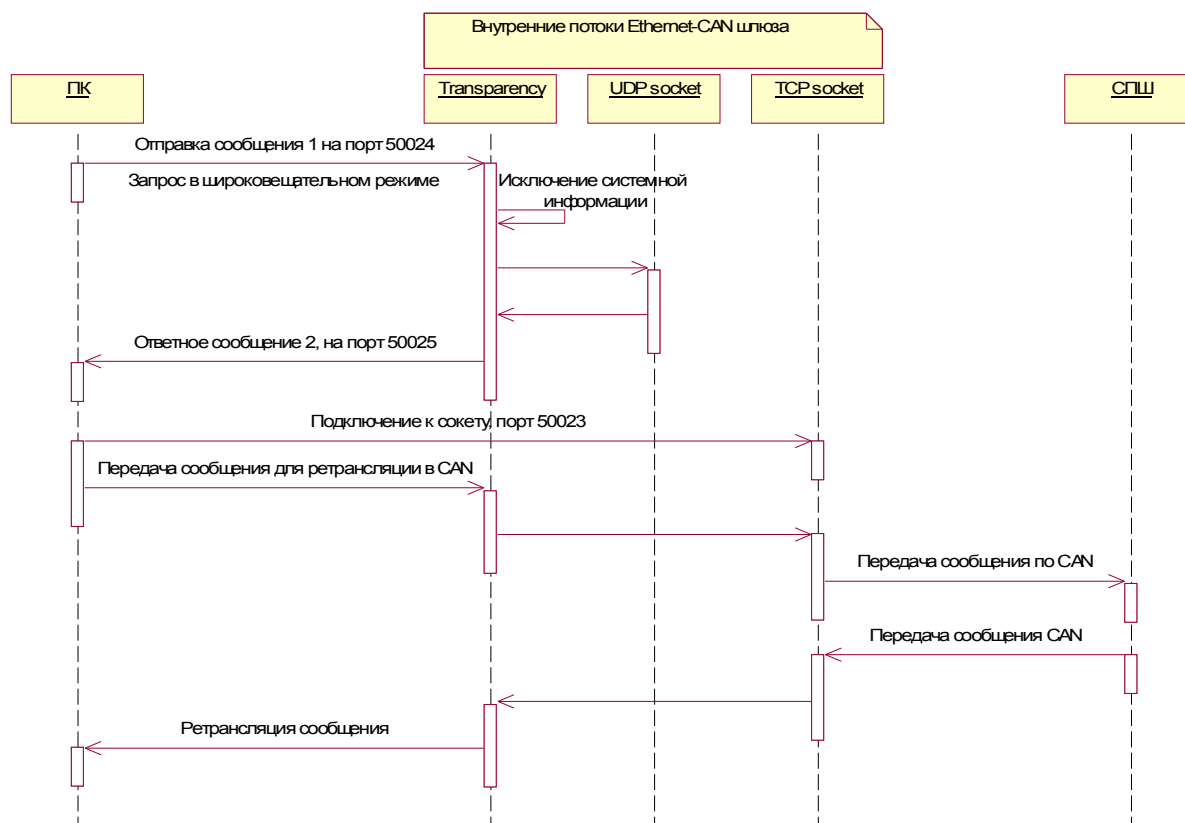 Внутренние потоки Ethernet-CAN шлюза
ПК
Transparency
UDP socket
TCP socket
СПШ
Отправка сообщения 1 на порт 50024
Запрос в широковещательном режиме
Исключение системной
информации
Ответное сообщение 2, на порт 50025
Подключение к сокету, порт 50023
Передача сообщения для ретрансляции в CAN
Передача сообщения по CAN
Передача сообщения CAN
Ретрансляция сообщения